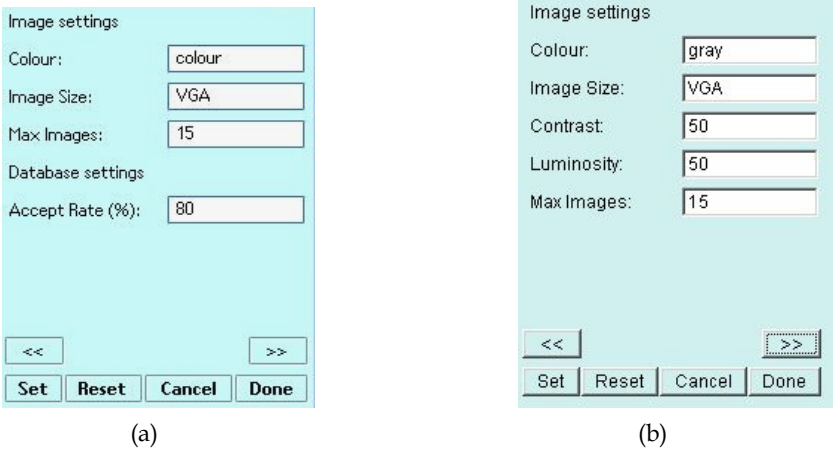 Image settings
Colour: colour
Image Size: VGA
Max Images: 15
Database settings
Accept Rate (%): 80
<< >>
Set Reset Cancel Done
(a)
Image settings
Colour: gray
Image Size: VGA
Contrast: 50
Luminosity: 50
Max Images: 15
<< >>
Set Reset Cancel Done
(b)